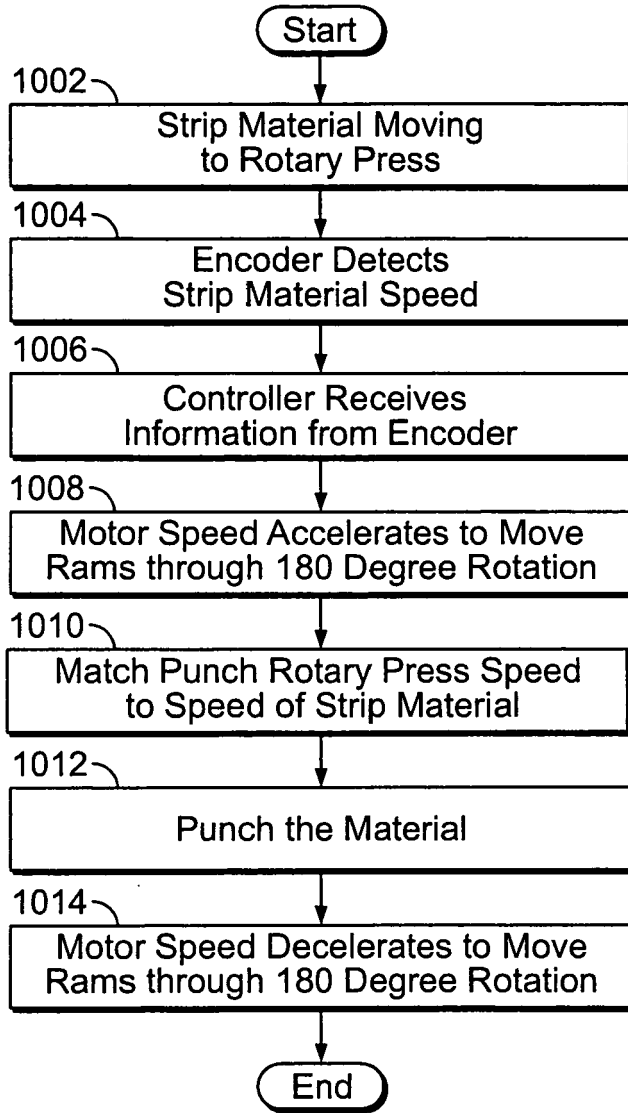 Start
1002
Strip Material Moving
to Rotary Press
1004
Encoder Detects
Strip Material Speed
1006
Controller Receives
Information from Encoder
1008
Motor Speed Accelerates to Move
Rams through 180 Degree Rotation
1010
Match Punch Rotary Press Speed
to Speed of Strip Material
1012
Punch the Material
1014
Motor Speed Decelerates to Move
Rams through 180 Degree Rotation
End